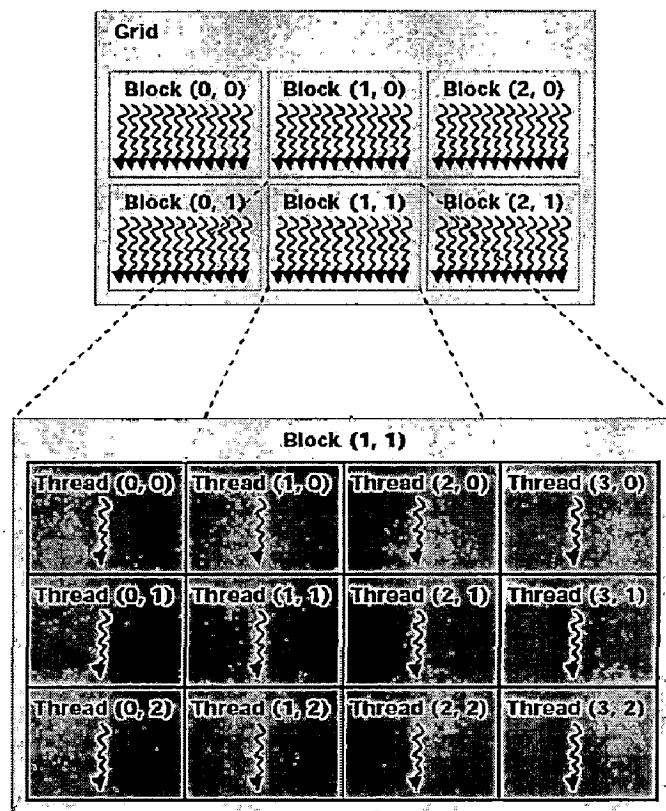 Grid
Block (0, 0) Block (1, 0) Block (2, 0)
Block (0, 1) Block (1, 1) Block (2, 1)
Block (1, 1)
Thread (0, 0) Thread (1, 0) Thread (2, 0) Thread (3, 0)
Thread (0, 1) Thread (1, 1) Thread (2, 1) Thread (3, 1)
Thread (0, 2) Thread (1, 2) Thread (2, 2) Thread (3, 2)